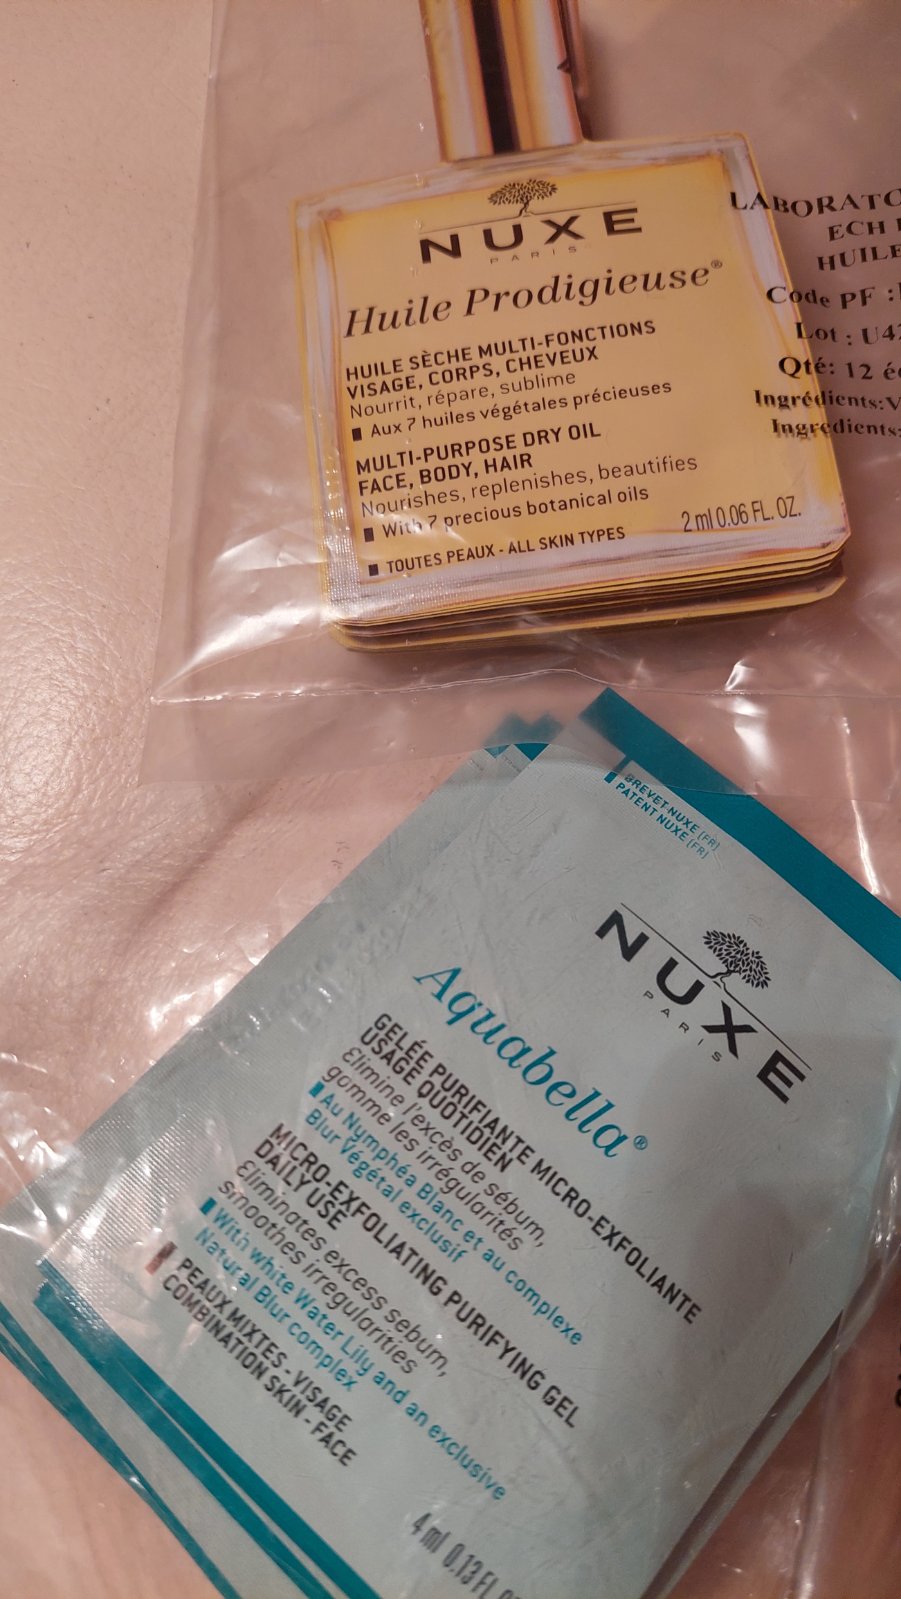 NUXE
PARIS
Huile Prodigieuse®
HUILE SÈCHE MULTI-FONCTIONS
VISAGE, CORPS, CHEVEUX
Nourrit, répare, sublime
Aux 7 huiles végétales précieuses
MULTI-PURPOSE DRY OIL
FACE, BODY, HAIR
Nourishes, replenishes, beautifies
With 7 precious botanical oils
2 ml 0.06 FL. OZ.
TOUTES PEAUX - ALL SKIN TYPES
LABORATO
ECH
HUILE
Code PF :
Lot : U4
Qté: 12 é
Ingrédients: V
Ingredients:
BREVET NUXE (FR)
PATENT NUXE (FR)
NUXE
PARIS
Aquabella®
GELÉE PURIFIANTE MICRO-EXFOLIANTE
USAGE QUOTIDIEN
Élimine l'excès de sébum,
gomme les irrégularités
Au Nymphéa Blanc et au complexe
Blur Végétal exclusif
MICRO-EXFOLIATING PURIFYING GEL
DAILY USE
Eliminates excess sebum,
smoothes irregularities
With white Water Lily and an exclusive
Natural Blur complex
PEAUX MIXTES - VISAGE
COMBINATION SKIN - FACE
4 ml 0.13 FL